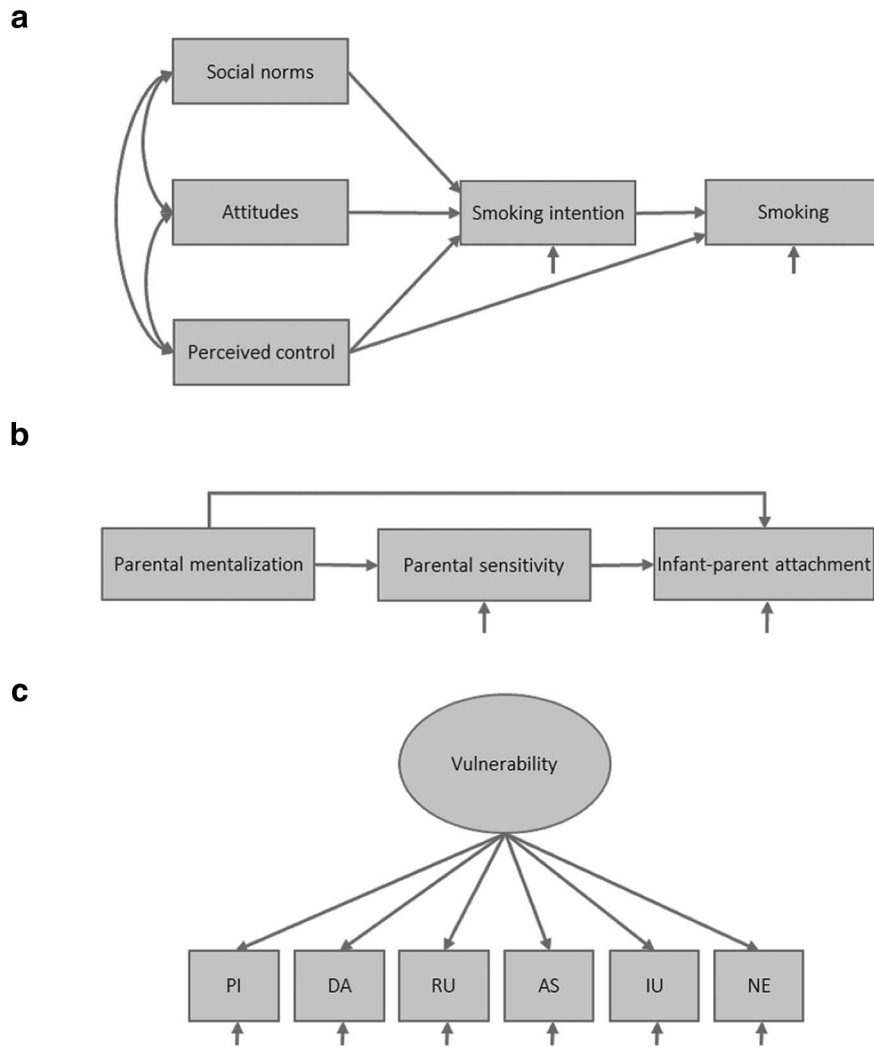 a
Social norms
Attitudes
Smoking intention
Smoking
Perceived control
b
Parental mentalization
Parental sensitivity
Infant-parent attachment
c
Vulnerability
PI
DA
RU
AS
IU
NE